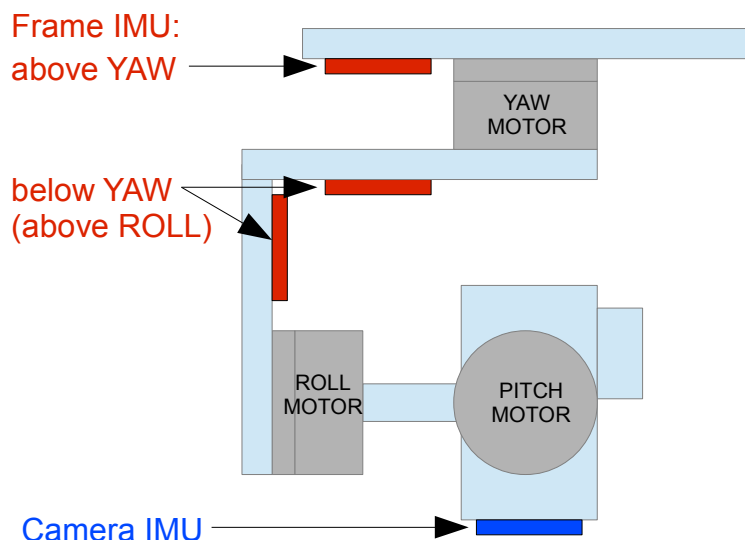 Frame IMU:
above YAW
YAW
MOTOR
below YAW
(above ROLL)
ROLL
MOTOR
PITCH
MOTOR
Camera IMU